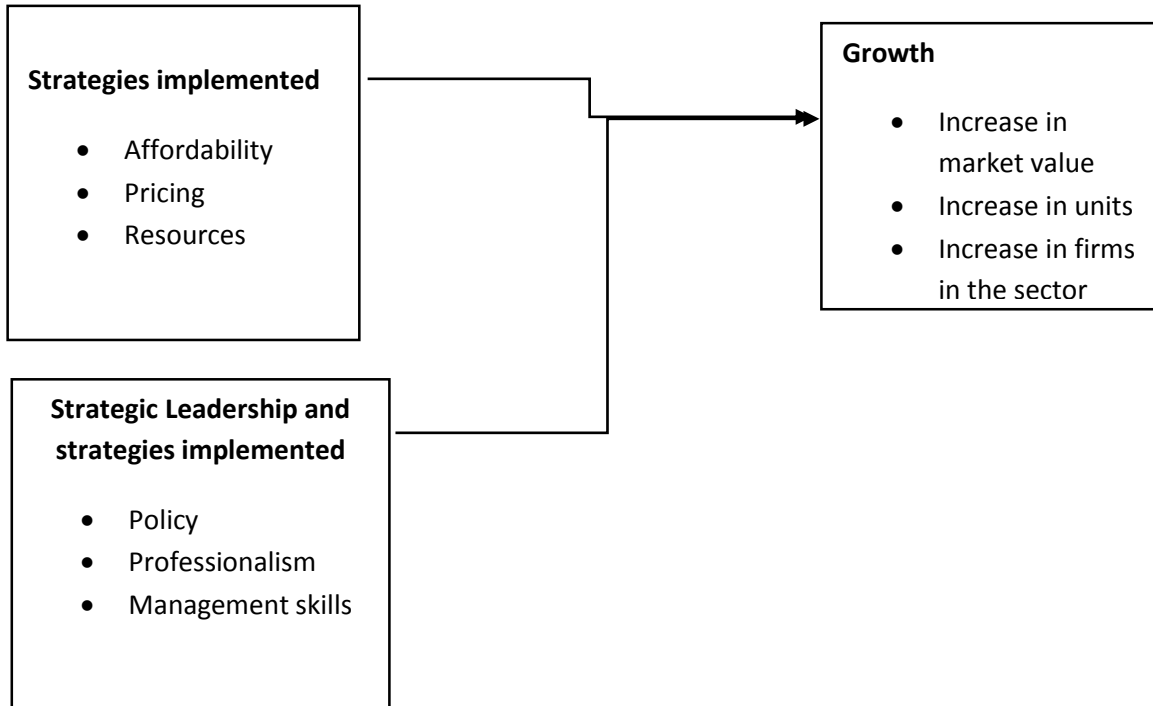 Strategies implemented
• Affordability
• Pricing
• Resources
Growth
• Increase in
market value
• Increase in units
• Increase in firms
in the sector
Strategic Leadership and
strategies implemented
• Policy
• Professionalism
• Management skills